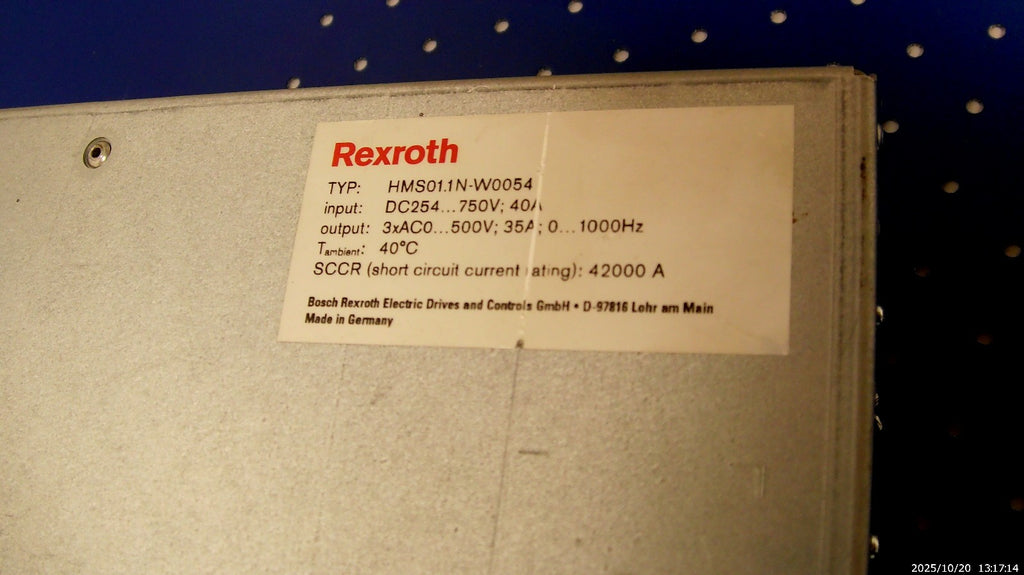 Rexroth
TYP: HMS01.1N-W0054
input: DC254...750V; 40A
output: 3xAC0...500V; 35A; 0...1000Hz
Tambient: 40°C
SCCR (short circuit current rating): 42000 A
Bosch Rexroth Electric Drives and Controls GmbH • D-97816 Lohr am Main
Made in Germany
2025/10/20 13:17:14